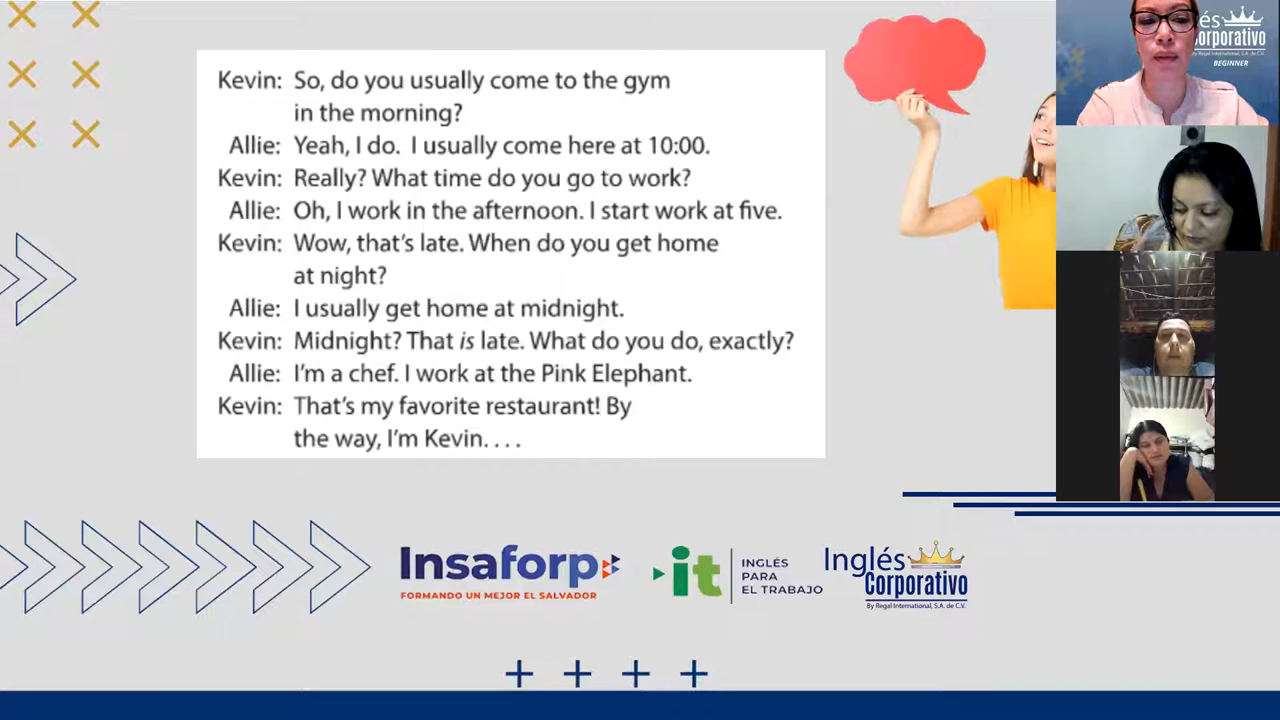 Kevin: So, do you usually come to the gym
in the morning?
Allie: Yeah, I do. I usually come here at 10:00.
Kevin: Really? What time do you go to work?
Allie: Oh, I work in the afternoon. I start work at five.
Kevin: Wow, that's late. When do you get home
at night?
Allie: I usually get home at midnight.
Kevin: Midnight? That is late. What do you do, exactly?
Allie: I'm a chef. I work at the Pink Elephant.
Kevin: That's my favorite restaurant! By
the way, I'm Kevin. . . .
és
Corporativo
By Regal International, S.A. de C.V.
BEGINNER
Insaforp
FORMANDO UN MEJOR EL SALVADOR
it
INGLÉS
PARA
EL TRABAJO
Inglés
Corporativo
By Regal International, S.A. de C.V.